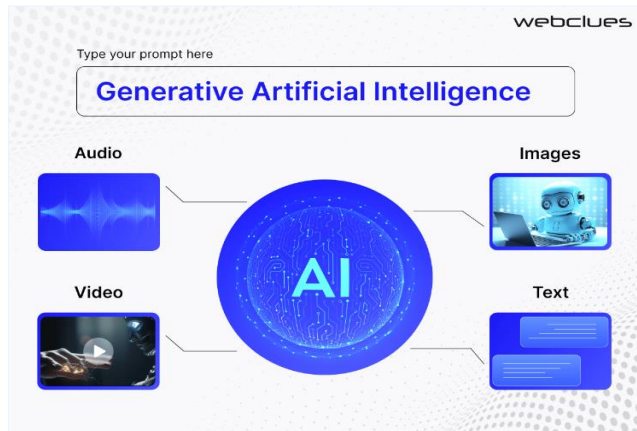 webclues
Type your prompt here
Generative Artificial Intelligence
Audio
Images
AI
Video
Text